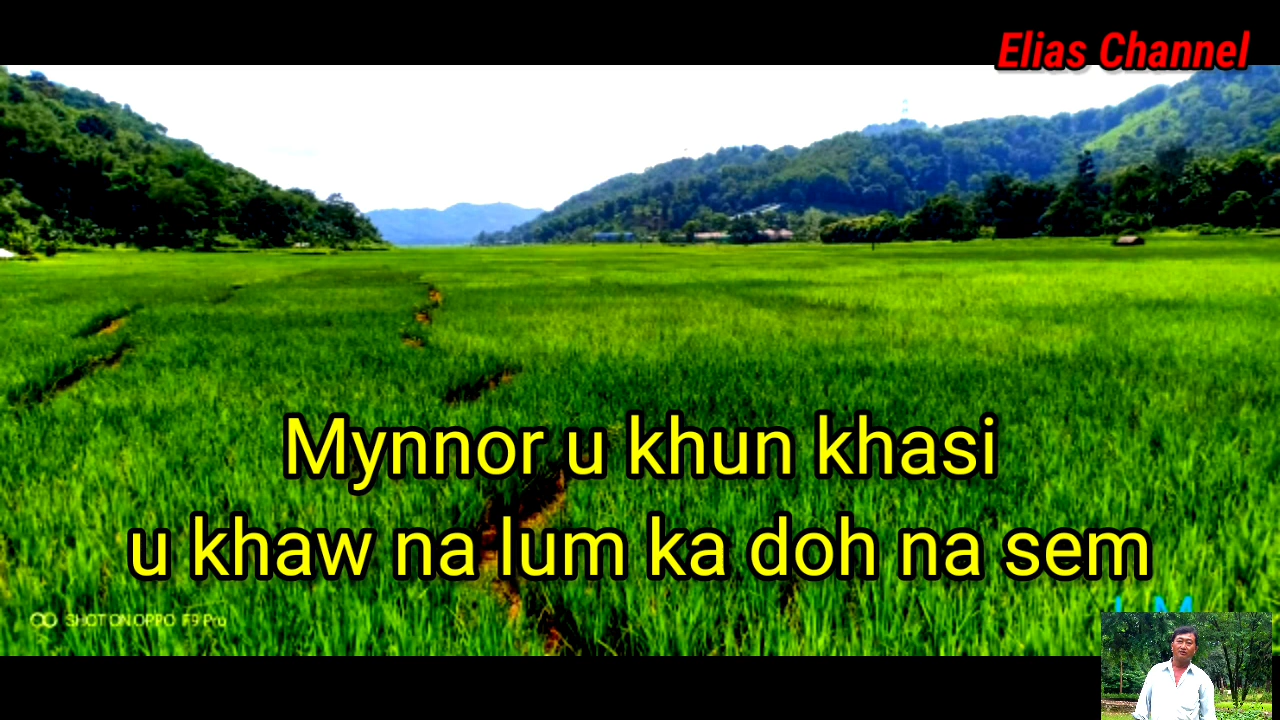 Elias Channel
Mynnor u khun khasi
u khaw na lum ka doh na sem
SHOT ON OPPO F9 Pro